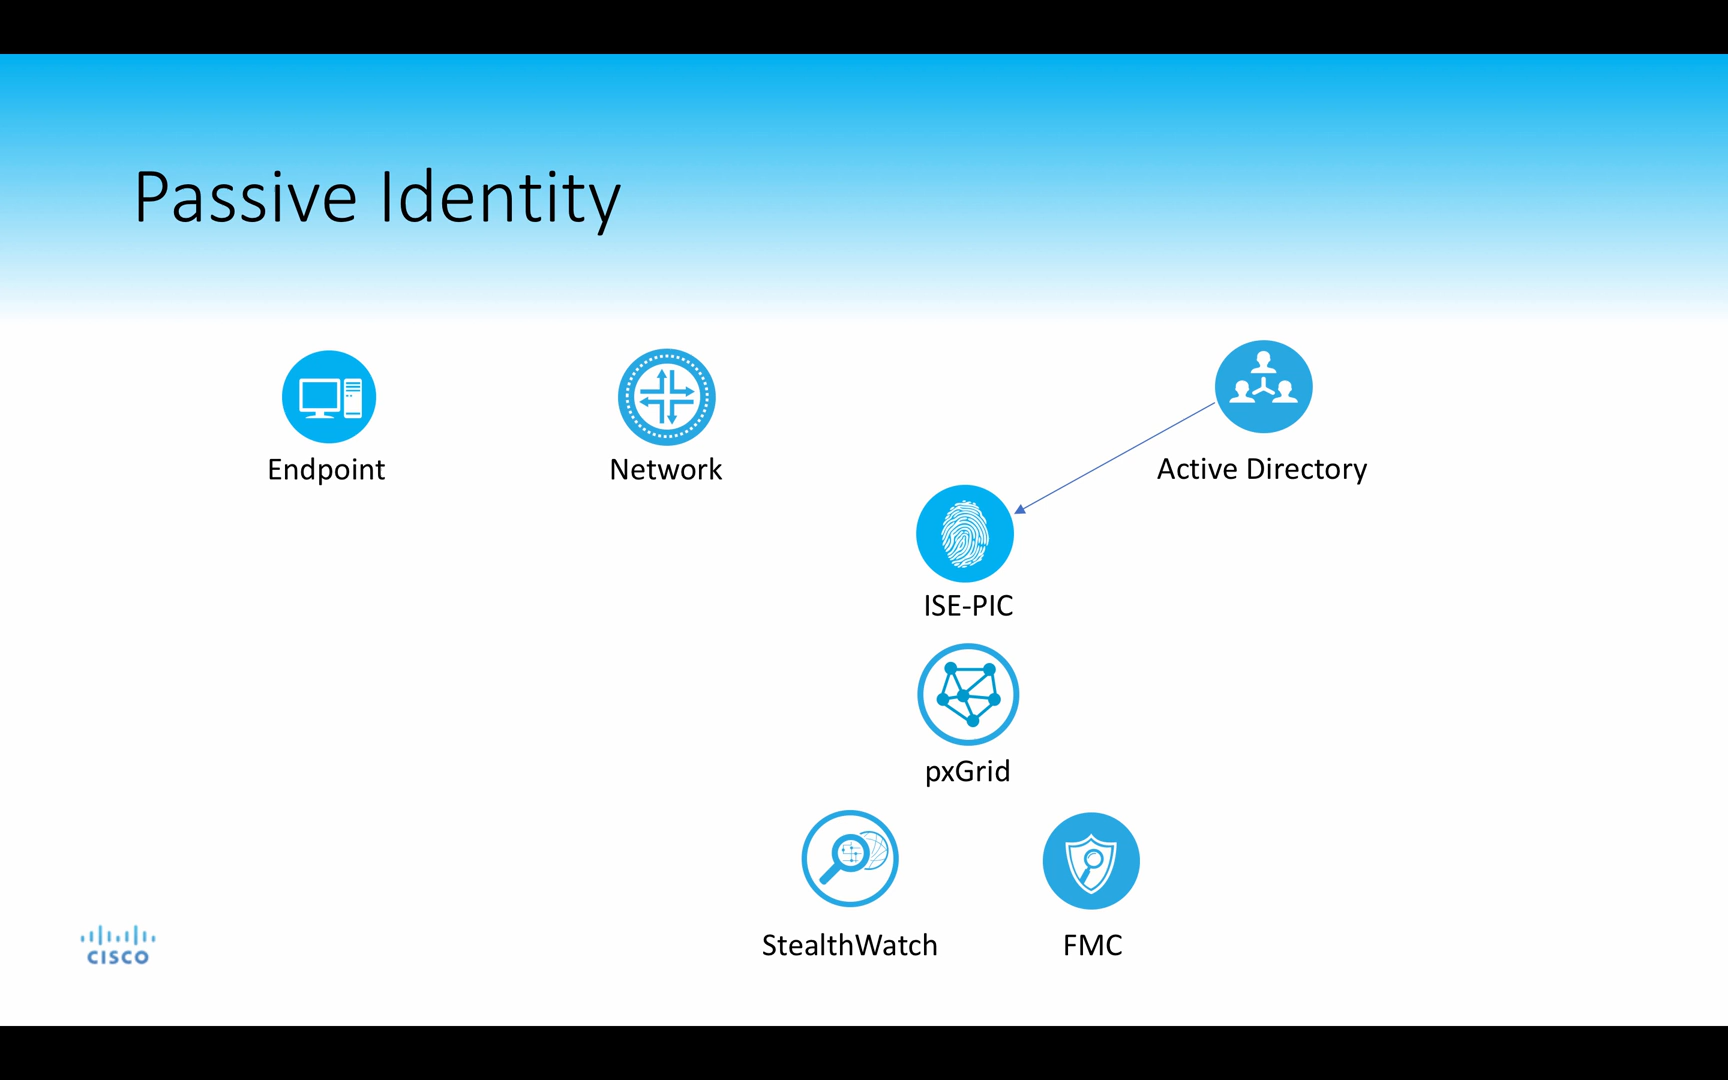 Passive Identity
Endpoint
Network
Active Directory
ISE-PIC
pxGrid
StealthWatch
FMC
CISCO